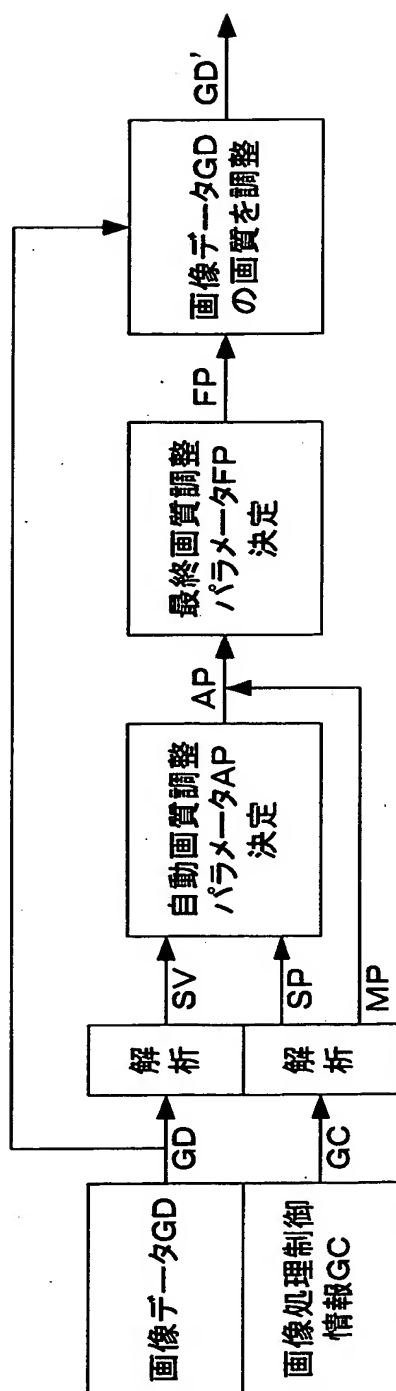 画像データGD
画像処理制御
情報GC
GD
GC
解析
解析
SV
SP
MP
自動画質調整
パラメータAP
決定
AP
最終画質調整
パラメータFP
決定
FP
画像データGD
の画質を調整
GD'